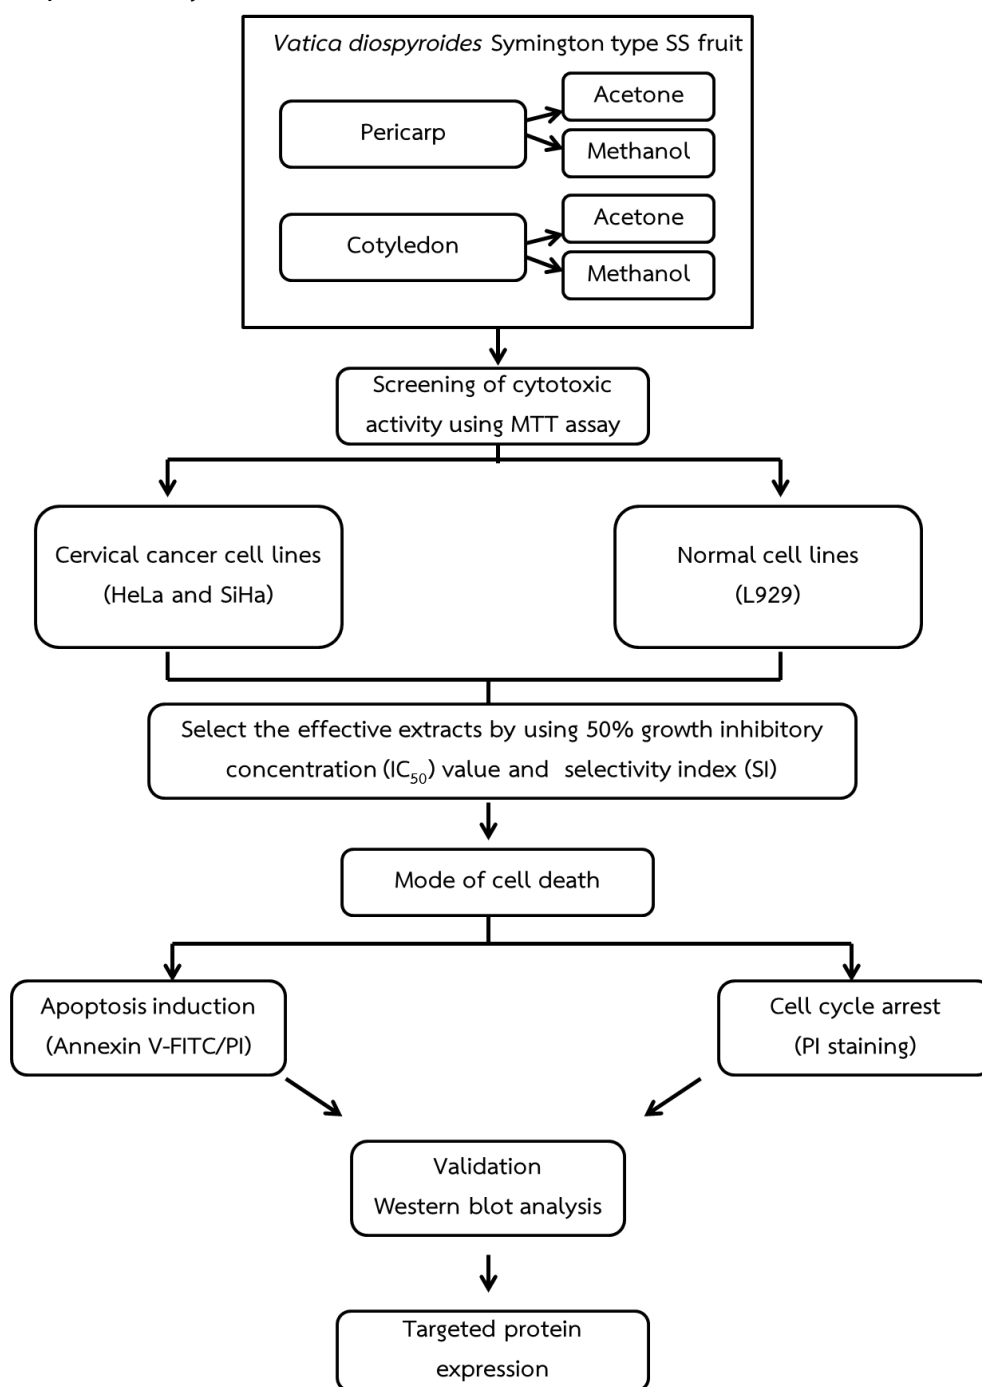 Vatica diospyroides Symington type SS fruit
Pericarp
Acetone
Methanol
Cotyledon
Acetone
Methanol
Screening of cytotoxic
activity using MTT assay
Cervical cancer cell lines
(HeLa and SiHa)
Normal cell lines
(L929)
Select the effective extracts by using 50% growth inhibitory
concentration (IC50) value and selectivity index (SI)
Mode of cell death
Apoptosis induction
(Annexin V-FITC/PI)
Cell cycle arrest
(PI staining)
Validation
Western blot analysis
Targeted protein
expression